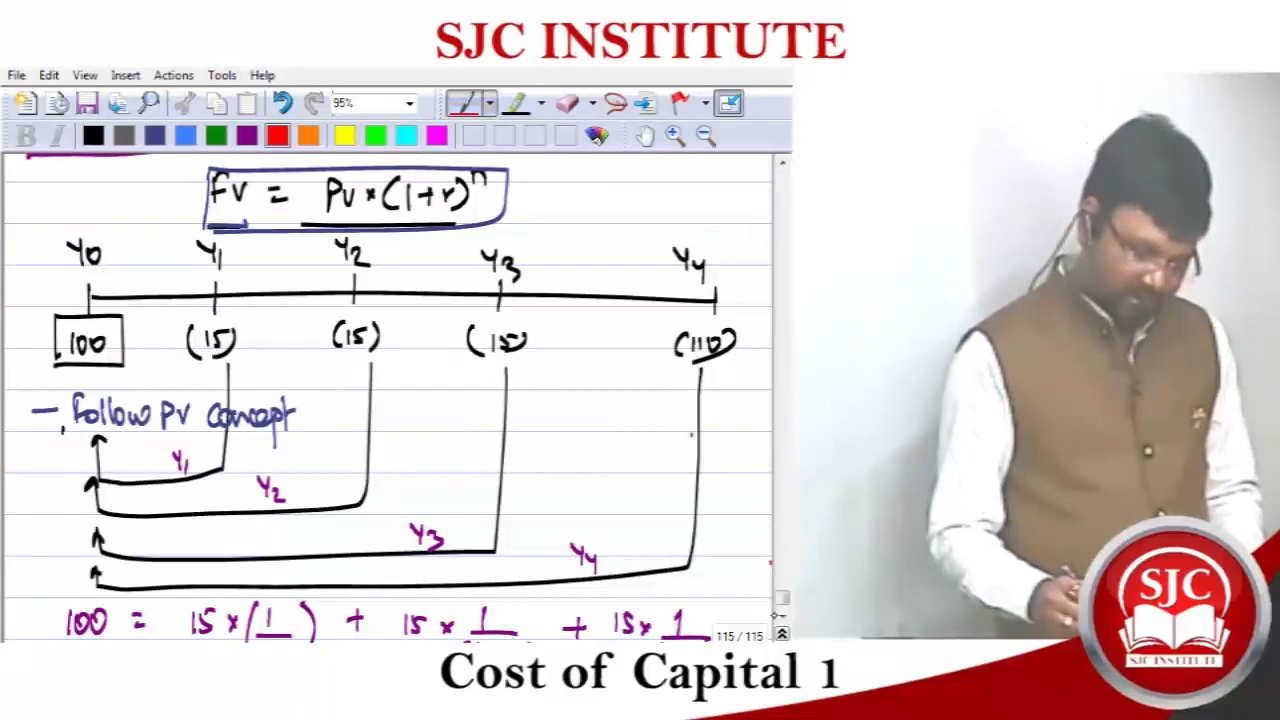 SJC INSTITUTE
File Edit View Insert Actions Tools Help
95%
B I
FV = PV × (1+r)^n
Y0 Y1 Y2 Y3 Y4
100 (15) (15) (15) (110)
- Follow PV concept
Y1
Y2
Y3
Y4
100 = 15 × (1 ) + 15 × 1 + 15 × 1
115 / 115
SJC
SJC INSTITUTE
Cost of Capital 1